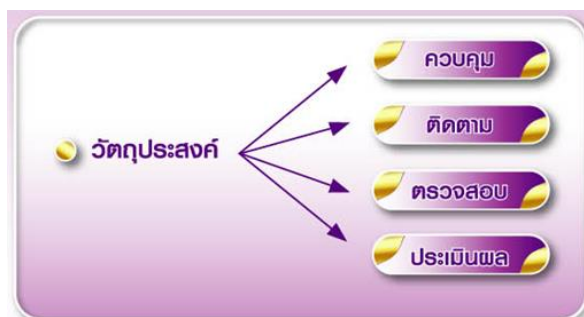 วัตถุประสงค์
ควบคุม
ติดตาม
ตรวจสอบ
ประเมินผล